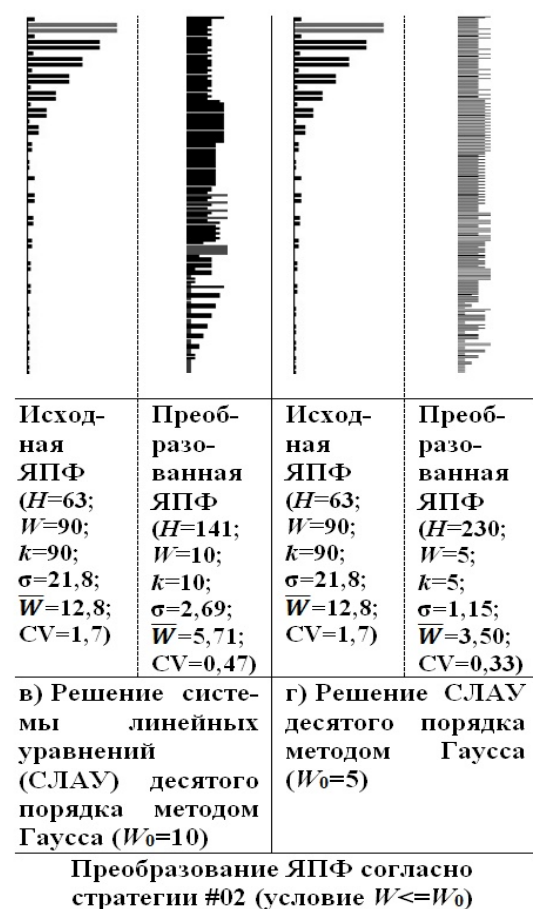 Исход-
ная
ЯПФ
(H=63;
W=90;
k=90;
σ=21,8;
W̅=12,8;
CV=1,7)
Преоб-
разо-
ванная
ЯПФ
(H=141;
W=10;
k=10;
σ=2,69;
W̅=5,71;
CV=0,47)
Исход-
ная
ЯПФ
(H=63;
W=90;
k=90;
σ=21,8;
W̅=12,8;
CV=1,7)
Преоб-
разо-
ванная
ЯПФ
(H=230;
W=5;
k=5;
σ=1,15;
W̅=3,50;
CV=0,33)
в) Решение систе-
мы линейных
уравнений
(СЛАУ) десятого
порядка методом
Гаусса (W₀=10)
г) Решение СЛАУ
десятого порядка
методом Гаусса
(W₀=5)
Преобразование ЯПФ согласно
стратегии #02 (условие W<=W₀)